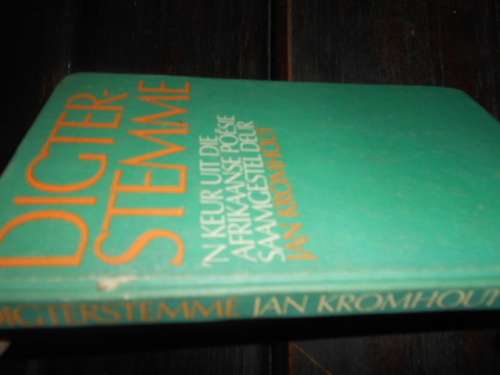 DIGTER-
STEMME
'N KEUR UIT DIE
AFRIKAANSE POËSIE
SAAMGESTEL DEUR
JAN KROMHOUT
DIGTERSTEMME JAN KROMHOUT